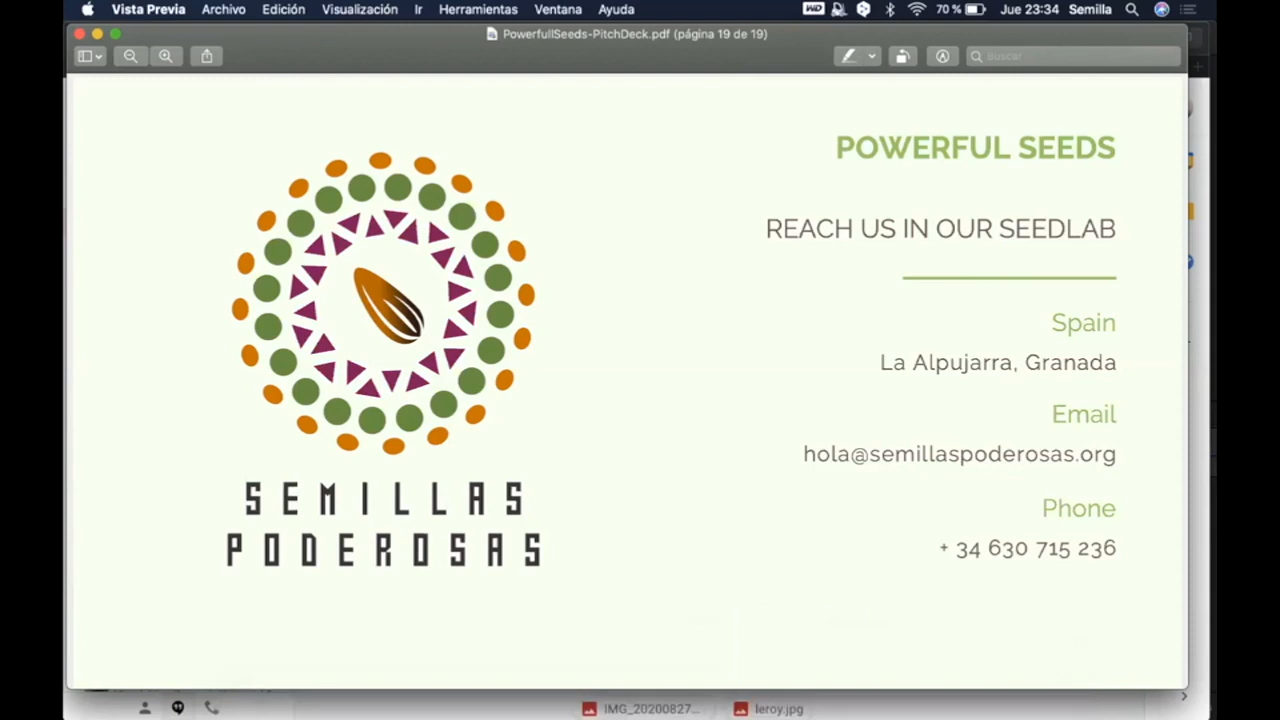 Vista Previa Archivo Edición Visualización Ir Herramientas Ventana Ayuda 70 % Jue 23:34 Semilla
PowerfullSeeds-PitchDeck.pdf (página 19 de 19)
Buscar
POWERFUL SEEDS
REACH US IN OUR SEEDLAB
Spain
La Alpujarra, Granada
Email
hola@semillaspoderosas.org
Phone
+ 34 630 715 236
SEMILLAS
PODEROSAS
IMG_20200827... leroy.jpg